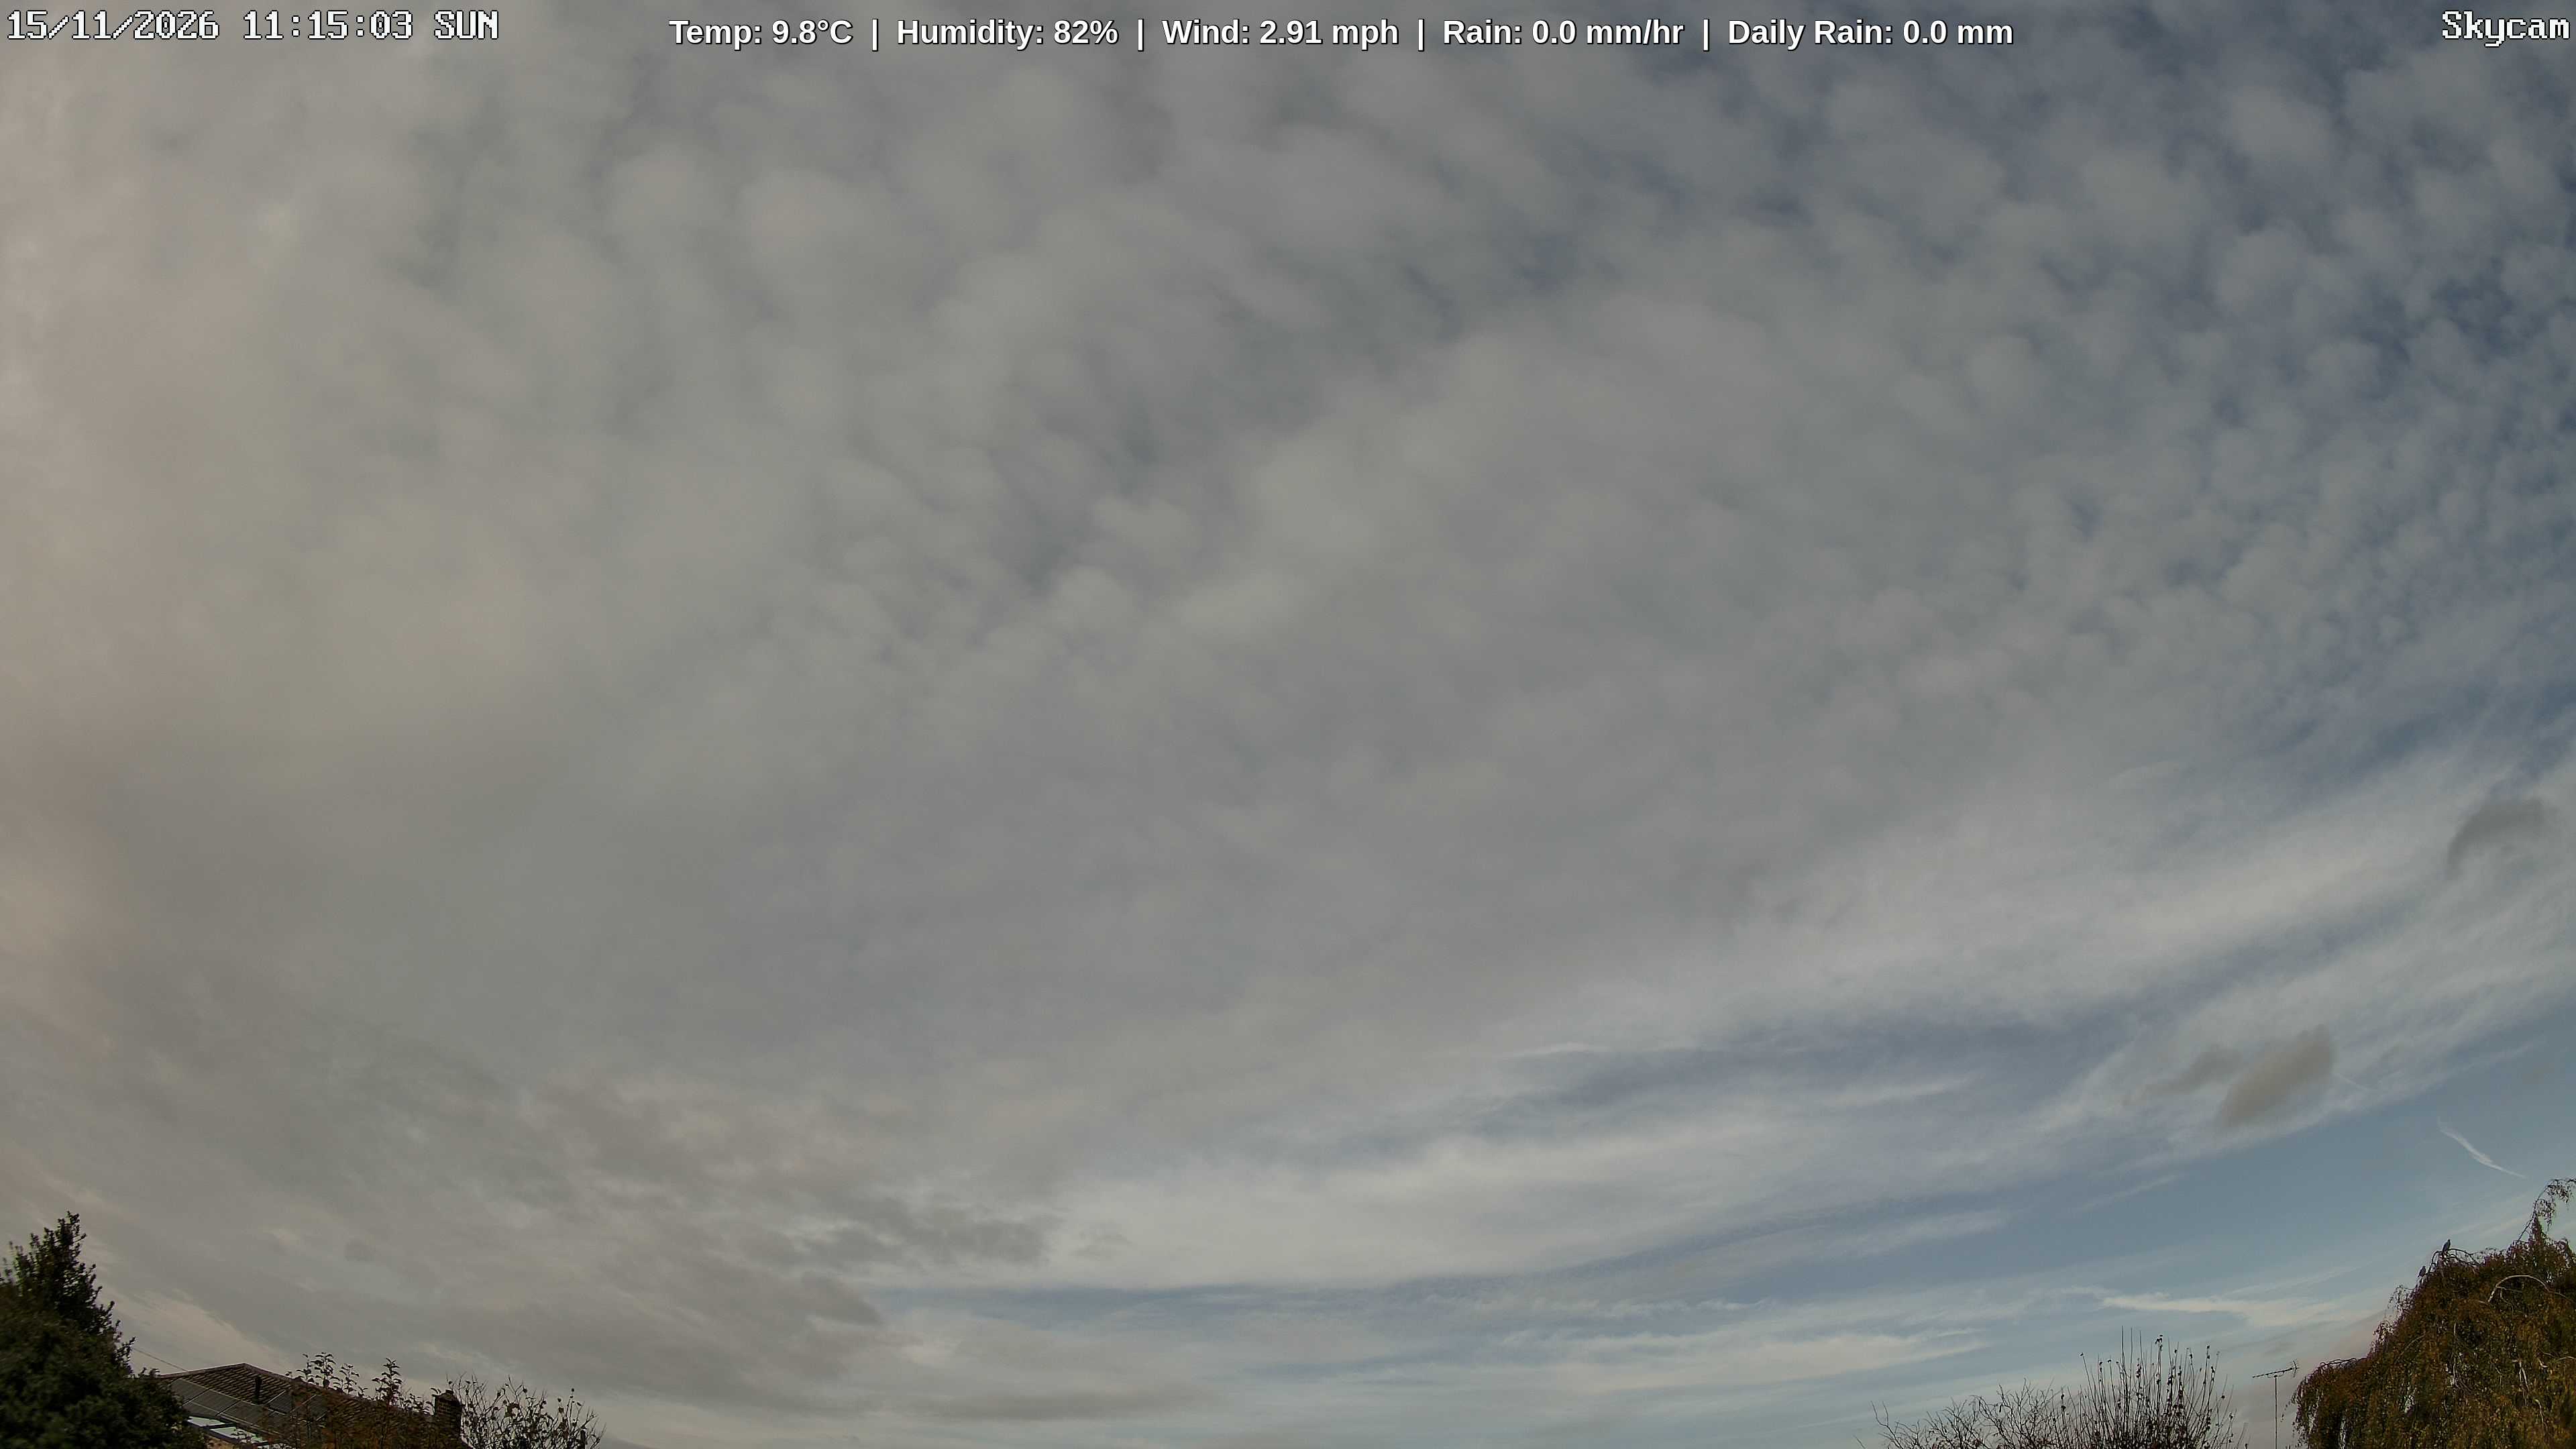 15/11/2026 11:15:03 SUN
Temp: 9.8°C | Humidity: 82% | Wind: 2.91 mph | Rain: 0.0 mm/hr | Daily Rain: 0.0 mm
Skycam